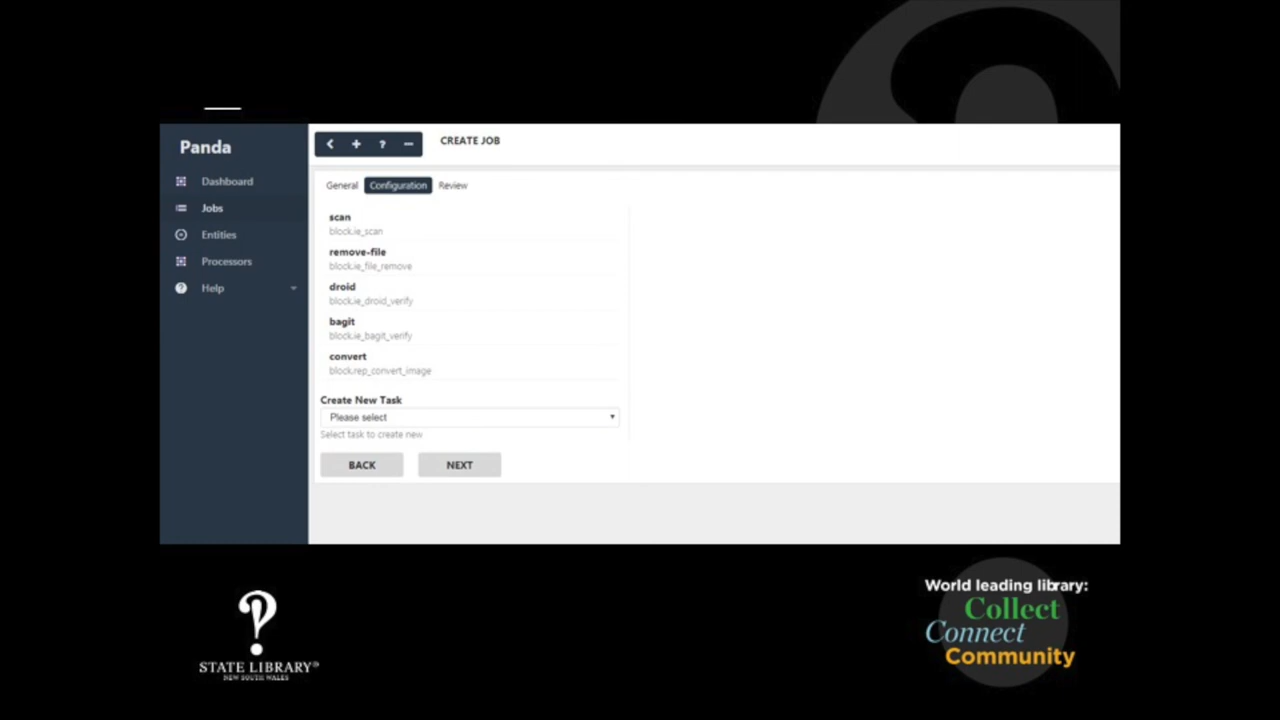 Panda
Dashboard
Jobs
Entities
Processors
Help
+ ? CREATE JOB
General Configuration Review
scan
block.ie_scan
remove-file
block.ie_file_remove
droid
block.ie_droid_verify
bagit
block.ie_bagit_verify
convert
block.rep_convert_image
Create New Task
Please select
Select task to create new
BACK NEXT
STATE LIBRARY®
NEW SOUTH WALES
World leading library:
Collect
Connect
Community